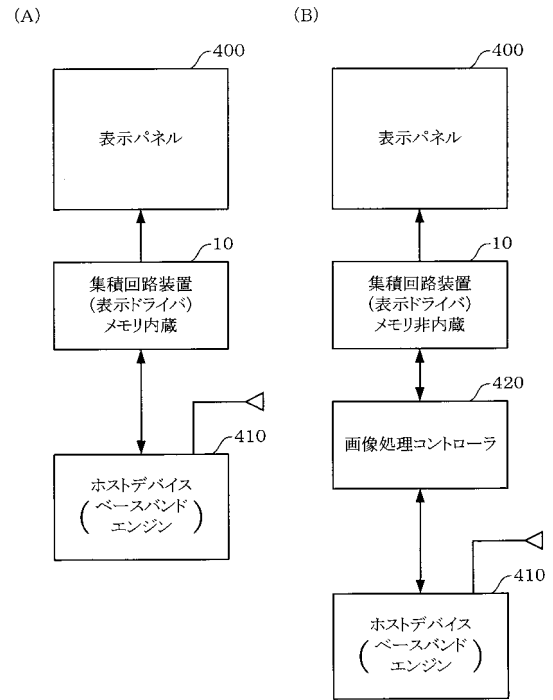 (A)
400
表示パネル
10
集積回路装置
(表示ドライバ)
メモリ内蔵
410
ホストデバイス
(ベースバンド
エンジン)
(B)
400
表示パネル
10
集積回路装置
(表示ドライバ)
メモリ非内蔵
420
画像処理コントローラ
410
ホストデバイス
(ベースバンド
エンジン)